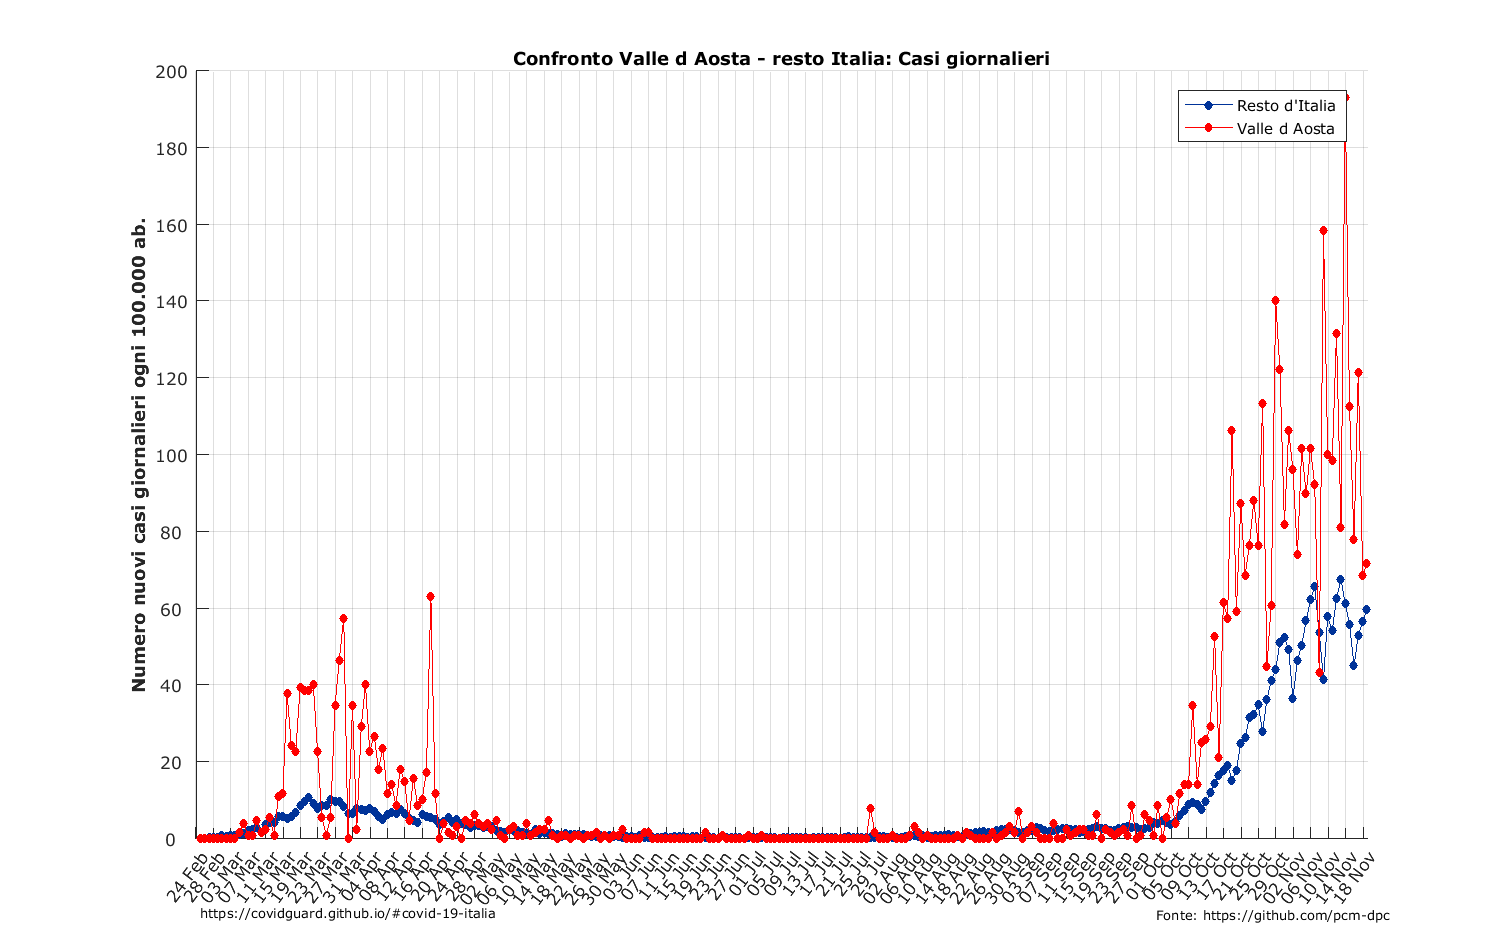 Confronto Valle d Aosta - resto Italia: Casi giornalieri
Resto d'Italia
Valle d Aosta
Numero nuovi casi giornalieri ogni 100.000 ab.
200
180
160
140
120
100
80
60
40
20
0
24 Feb
28 Feb
03 Mar
07 Mar
11 Mar
15 Mar
19 Mar
23 Mar
27 Mar
31 Mar
04 Apr
08 Apr
12 Apr
16 Apr
20 Apr
24 Apr
28 Apr
02 May
06 May
10 May
14 May
18 May
22 May
26 May
30 May
03 Jun
07 Jun
11 Jun
15 Jun
19 Jun
23 Jun
27 Jun
01 Jul
05 Jul
09 Jul
13 Jul
17 Jul
21 Jul
25 Jul
29 Jul
02 Aug
06 Aug
10 Aug
14 Aug
18 Aug
22 Aug
26 Aug
30 Aug
03 Sep
07 Sep
11 Sep
15 Sep
19 Sep
23 Sep
27 Sep
01 Oct
05 Oct
09 Oct
13 Oct
17 Oct
21 Oct
25 Oct
29 Oct
02 Nov
06 Nov
10 Nov
14 Nov
18 Nov
https://covidguard.github.io/#covid-19-italia
Fonte: https://github.com/pcm-dpc